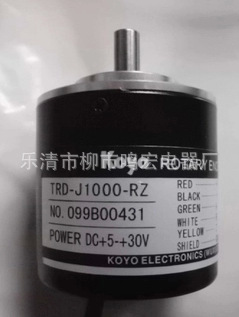 Koyo ROTARY EN
TRD-J1000-RZ
NO.099B00431
POWER DC+5-+30V
RED
BLACK
GREEN
WHITE
YELLOW
SHIELD
KOYO ELECTRONICS
乐清市柳市鸣宏电器厂